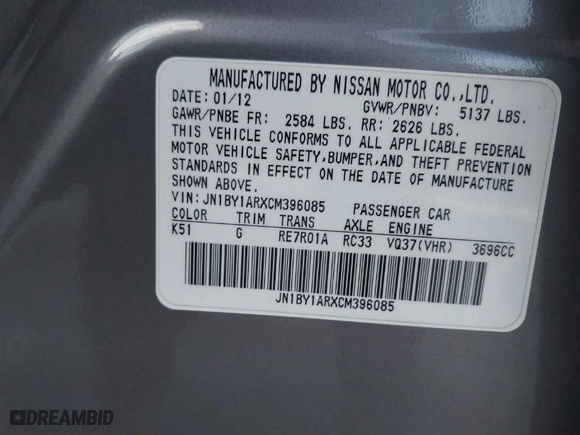 MANUFACTURED BY NISSAN MOTOR CO.,LTD.
DATE: 01/12 GVWR/PNBV: 5137 LBS.
GAWR/PNBE FR: 2584 LBS. RR: 2626 LBS.
THIS VEHICLE CONFORMS TO ALL APPLICABLE FEDERAL
MOTOR VEHICLE SAFETY,BUMPER,AND THEFT PREVENTION
STANDARDS IN EFFECT ON THE DATE OF MANUFACTURE
SHOWN ABOVE.
VIN: JN1BY1ARXCM396085 PASSENGER CAR
COLOR TRIM TRANS AXLE ENGINE
K51 G RE7R01A RC33 VQ37(VHR) 3696CC
JN1BY1ARXCM396085
DREAMBID